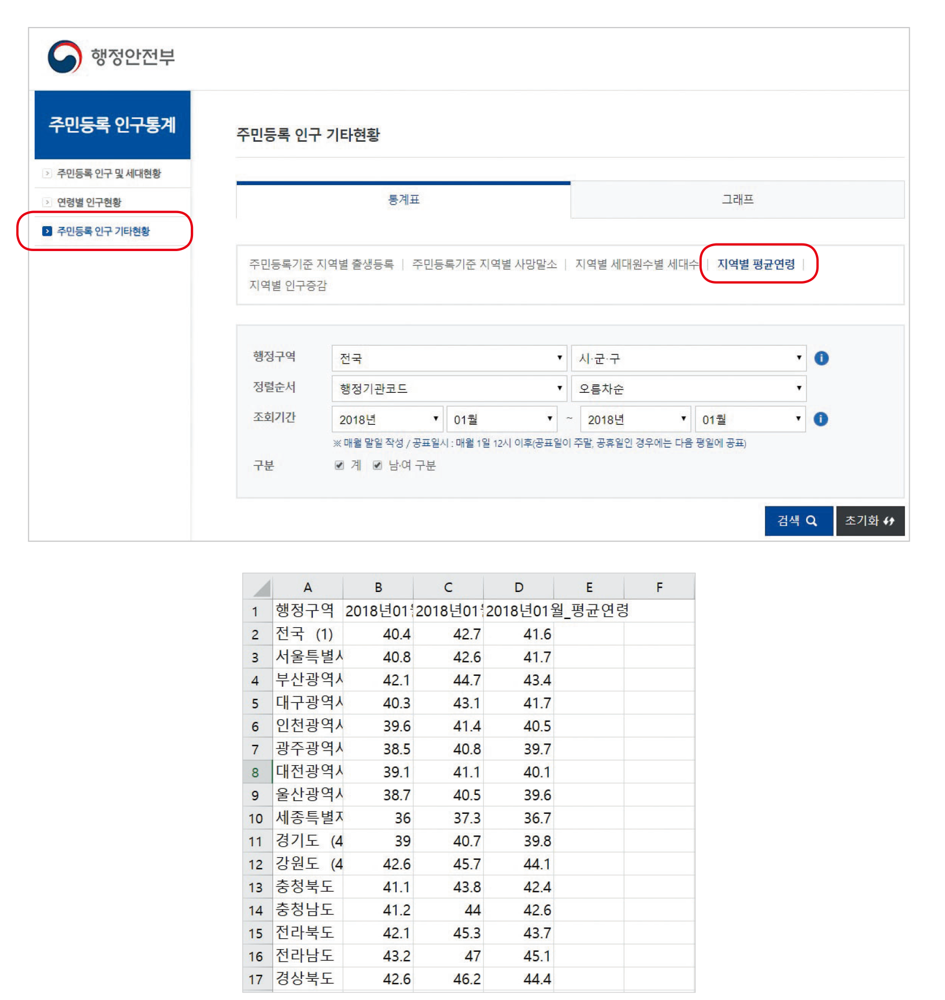 행정안전부
주민등록 인구통계
주민등록 인구 및 세대현황
연령별 인구현황
주민등록 인구 기타현황
주민등록 인구 기타현황
통계표 그래프
주민등록기준 지역별 출생등록 | 주민등록기준 지역별 사망말소 | 지역별 세대원수별 세대수 | 지역별 평균연령 |
지역별 인구증감
행정구역 전국 시·군·구
정렬순서 행정기관코드 오름차순
조회기간 2018년 01월 ~ 2018년 01월
※ 매월 말일 작성 / 공표일시 : 매월 1일 12시 이후(공표일이 주말, 공휴일인 경우에는 다음 평일에 공표)
구분 계 남·여 구분
검색 초기화
A B C D E F
1 행정구역 2018년01 2018년01 2018년01월_평균연령
2 전국 (1) 40.4 42.7 41.6
3 서울특별시 40.8 42.6 41.7
4 부산광역시 42.1 44.7 43.4
5 대구광역시 40.3 43.1 41.7
6 인천광역시 39.6 41.4 40.5
7 광주광역시 38.5 40.8 39.7
8 대전광역시 39.1 41.1 40.1
9 울산광역시 38.7 40.5 39.6
10 세종특별자 36 37.3 36.7
11 경기도 (4 39 40.7 39.8
12 강원도 (4 42.6 45.7 44.1
13 충청북도 41.1 43.8 42.4
14 충청남도 41.2 44 42.6
15 전라북도 42.1 45.3 43.7
16 전라남도 43.2 47 45.1
17 경상북도 42.6 46.2 44.4